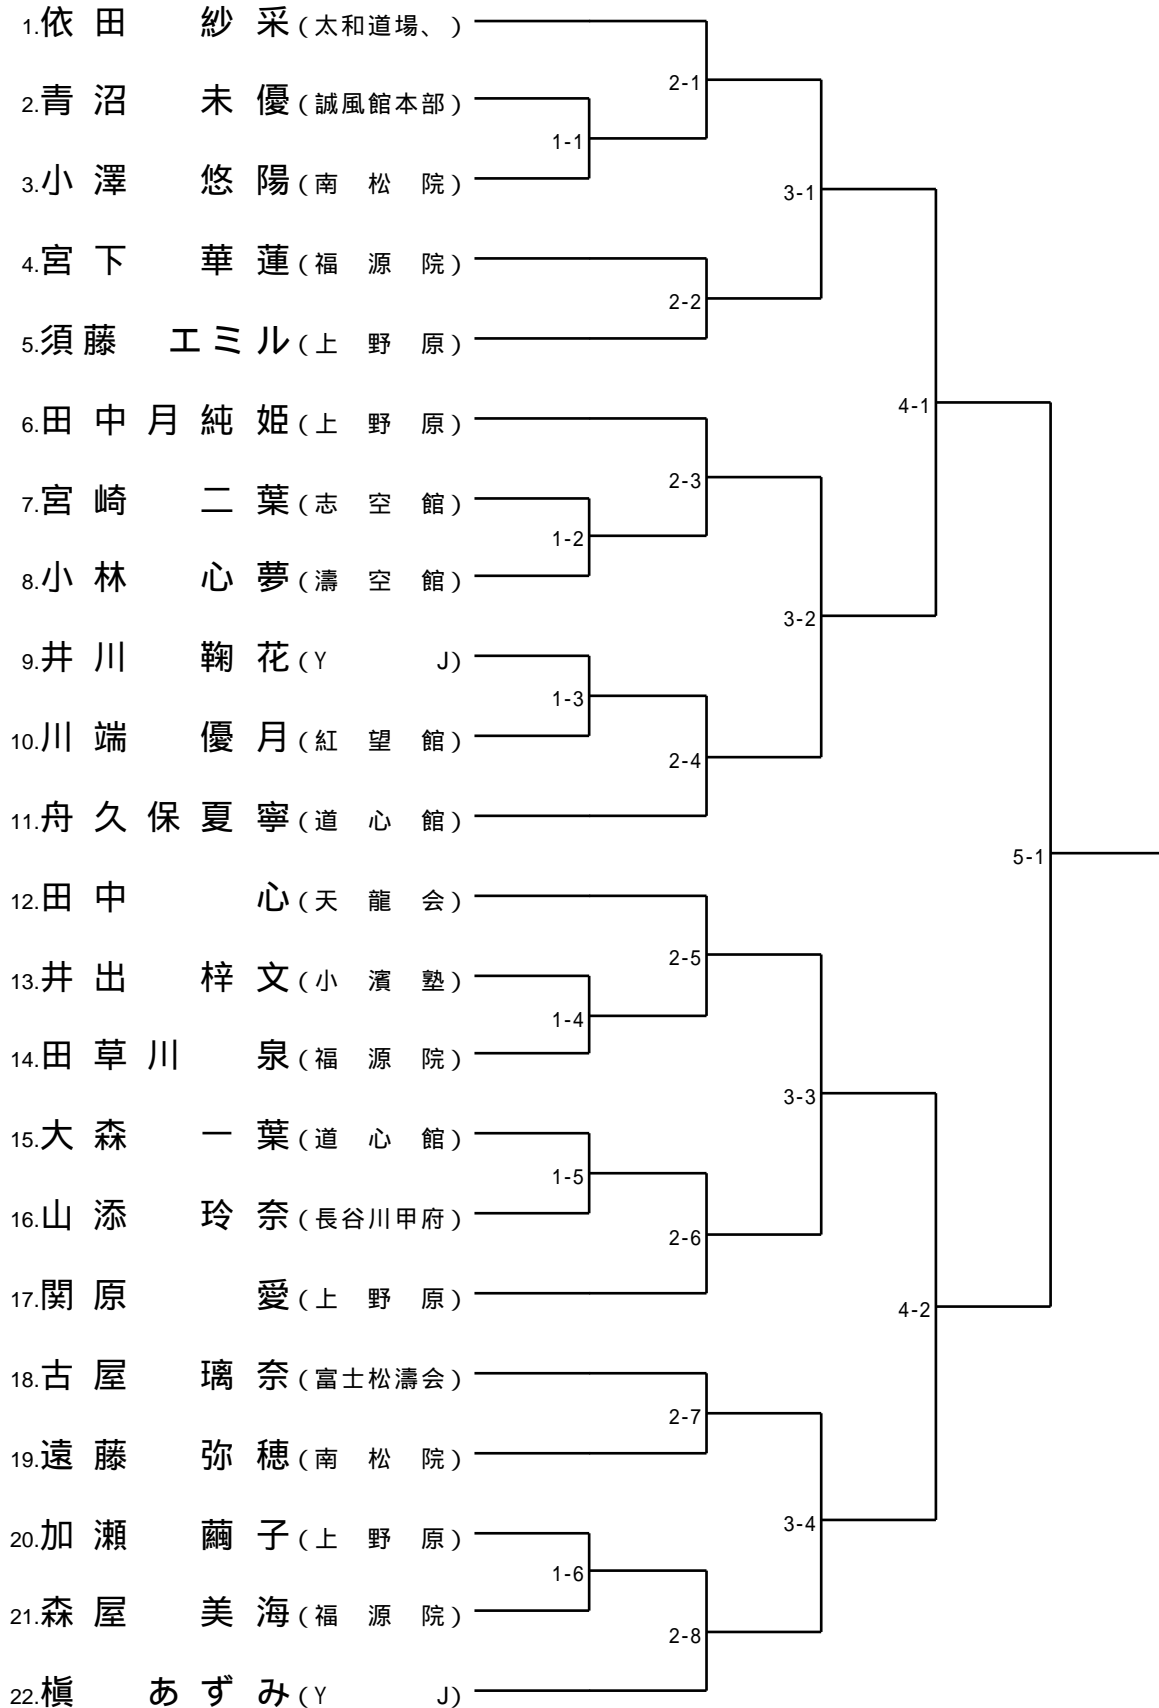 1.依田 紗采(太和道場、)
2.青沼 未優(誠風館本部)
3.小澤 悠陽(南松院)
4.宮下 華蓮(福源院)
5.須藤 エミル(上野原)
6.田中月純姫(上野原)
7.宮崎 二葉(志空館)
8.小林 心夢(濤空館)
9.井川 鞠花(Y J)
10.川端 優月(紅望館)
11.舟久保夏寧(道心館)
12.田中 心(天龍会)
13.井出 梓文(小濱塾)
14.田草川 泉(福源院)
15.大森 一葉(道心館)
16.山添 玲奈(長谷川甲府)
17.関原 愛(上野原)
18.古屋 璃奈(富士松濤会)
19.遠藤 弥穂(南松院)
20.加瀬 繭子(上野原)
21.森屋 美海(福源院)
22.槇 あずみ(Y J)
1-1
1-2
1-3
1-4
1-5
1-6
2-1
2-2
2-3
2-4
2-5
2-6
2-7
2-8
3-1
3-2
3-3
3-4
4-1
4-2
5-1